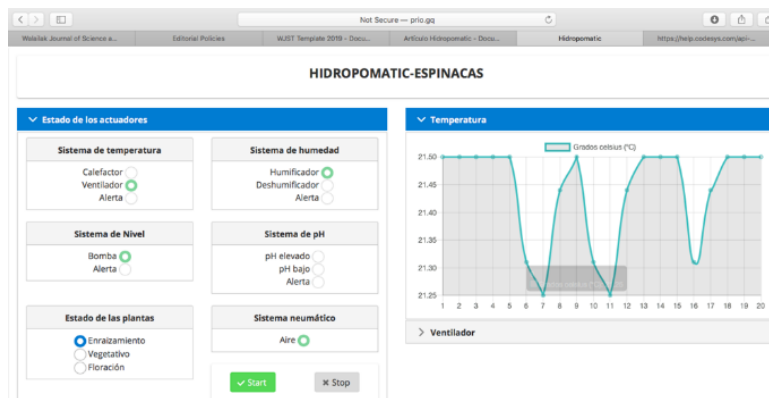 Not Secure — prio.gq
Walailak Journal of Science a...
Editorial Policies
WJST Template 2019 - Docu...
Artículo Hidropomatic - Docu...
Hidropomatic
https://help.codesys.com/api-...
HIDROPOMATIC-ESPINACAS
Estado de los actuadores
Sistema de temperatura
Calefactor
Ventilador
Alerta
Sistema de humedad
Humificador
Deshumificador
Alerta
Sistema de Nivel
Bomba
Alerta
Sistema de pH
pH elevado
pH bajo
Alerta
Estado de las plantas
Enraizamiento
Vegetativo
Floración
Sistema neumático
Aire
Start
Stop
Temperatura
Grados celsius (°C)
21.50
21.45
21.40
21.35
21.30
21.25
1 2 3 4 5 6 7 8 9 10 11 12 13 14 15 16 17 18 19 20
Ventilador